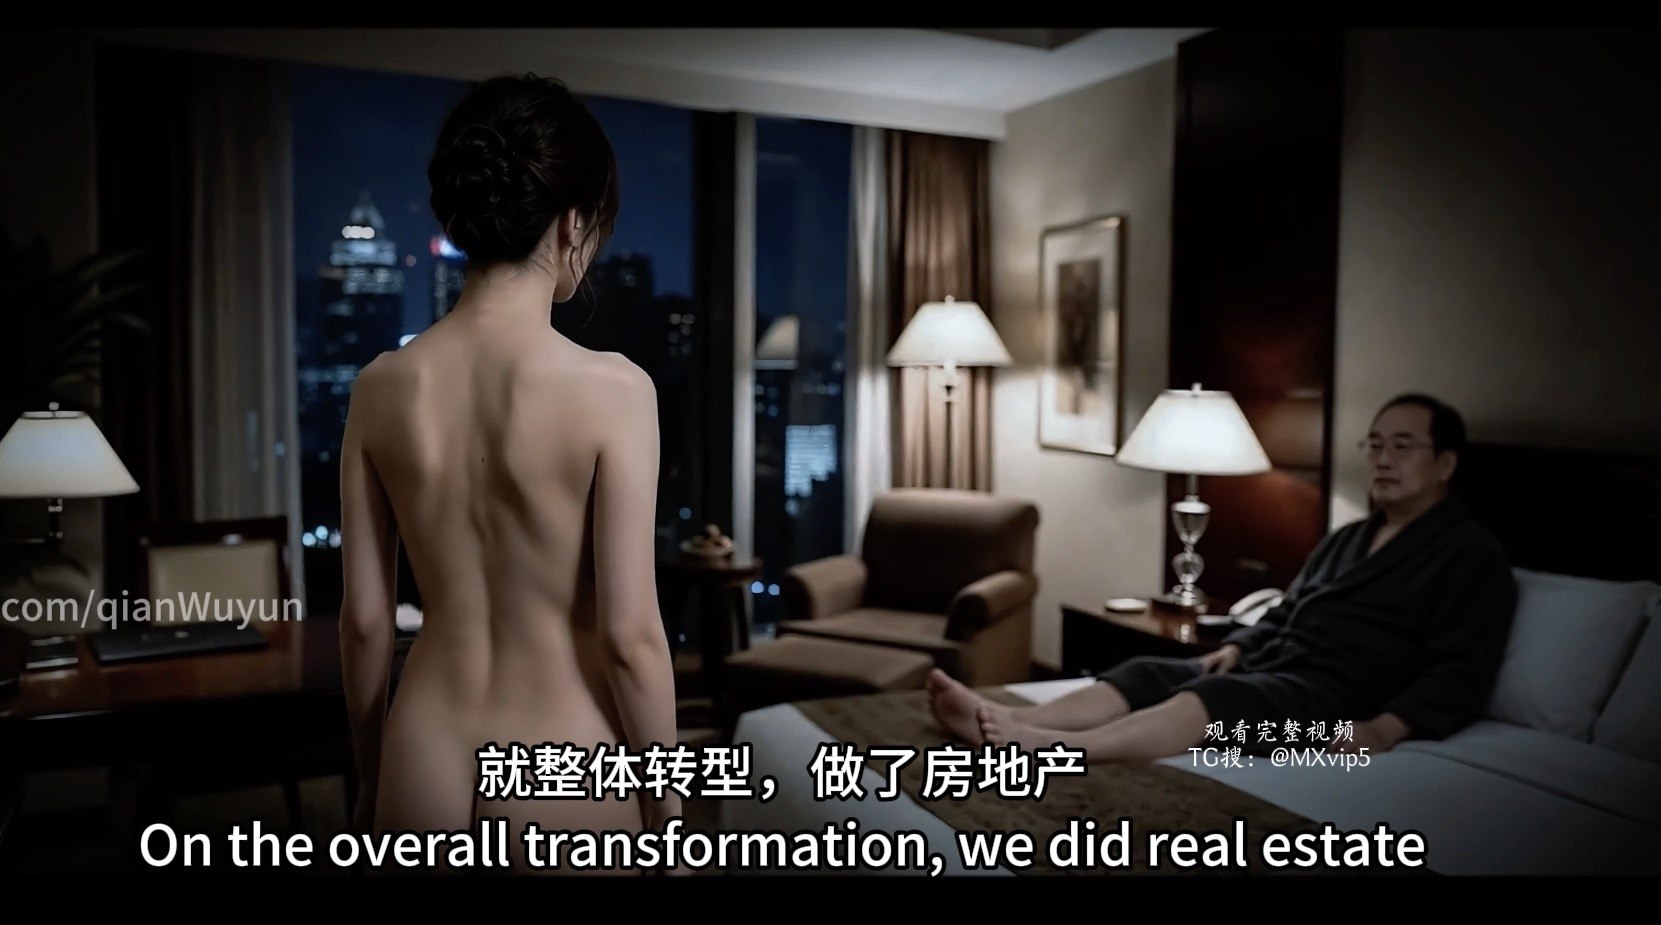 com/qianWuyun
观看完整视频
TG搜：@MXvip5
就整体转型，做了房地产
On the overall transformation, we did real estate